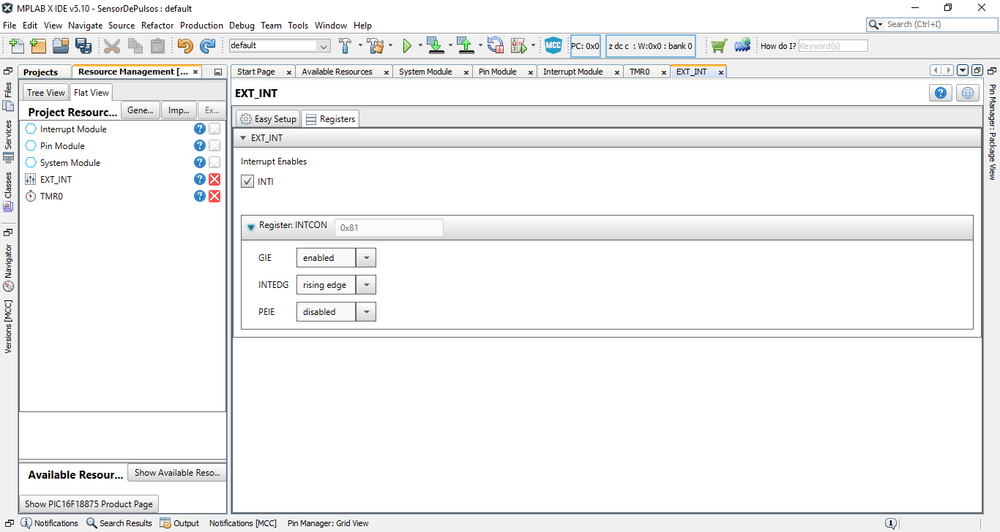 MPLAB X IDE v5.10 - SensorDePulsos : default
File Edit View Navigate Source Refactor Production Debug Team Tools Window Help
Search (Ctrl+I)
default
MCC
PC: 0x0
z dc c : W:0x0 : bank 0
How do I?
Keyword(s)
Projects
Resource Management [... ×
Start Page ×
Available Resources ×
System Module ×
Pin Module ×
Interrupt Module ×
TMR0 ×
EXT_INT ×
Files
Services
Classes
Navigator
Versions [MCC]
Tree View
Flat View
Project Resourc...
Gene...
Imp...
Ex...
Interrupt Module
Pin Module
System Module
EXT_INT
TMR0
Available Resour...
Show Available Reso...
Show PIC16F18875 Product Page
EXT_INT
Easy Setup
Registers
EXT_INT
Interrupt Enables
INTI
Register: INTCON 0x81
GIE enabled
INTEDG rising edge
PEIE disabled
Pin Manager: Package View
Notifications
Search Results
Output
Notifications [MCC]
Pin Manager: Grid View